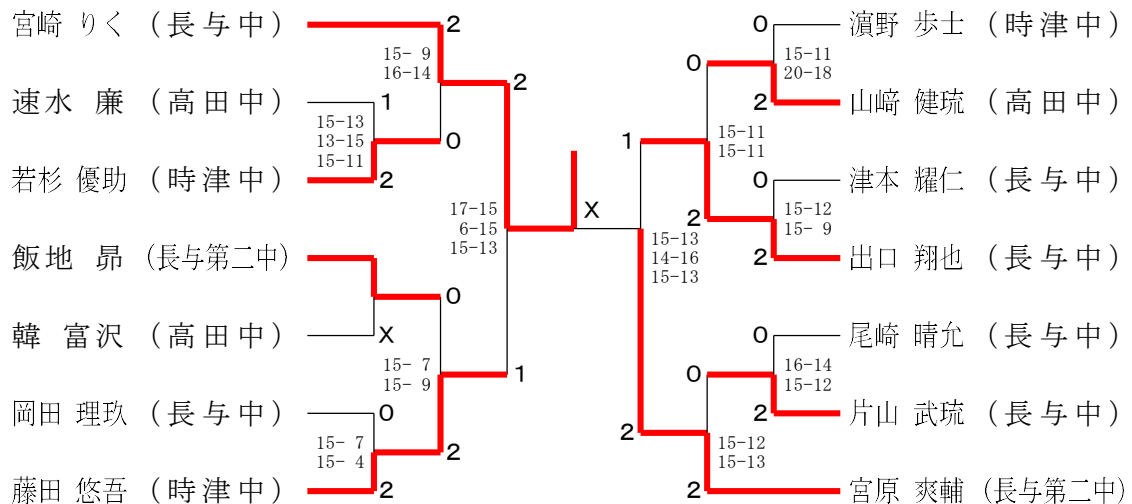 宮崎 りく (長与中)
2
15- 9
16-14
2
速水 廉 (高田中)
1
15-13
13-15
15-11
0
若杉 優助 (時津中)
2
17-15
6-15
15-13
X
飯地 昴 (長与第二中)
0
韓 富沢 (高田中)
X
15- 7
15- 9
1
岡田 理玖 (長与中)
0
15- 7
15- 4
2
藤田 悠吾 (時津中)
2
0
濵野 歩士 (時津中)
15-11
20-18
0
2
山﨑 健琉 (高田中)
1
15-11
15-11
0
津本 耀仁 (長与中)
15-12
15- 9
2
2
出口 翔也 (長与中)
15-13
14-16
15-13
0
尾崎 晴允 (長与中)
16-14
15-12
0
2
片山 武琉 (長与中)
2
15-12
15-13
2
宮原 爽輔 (長与第二中)